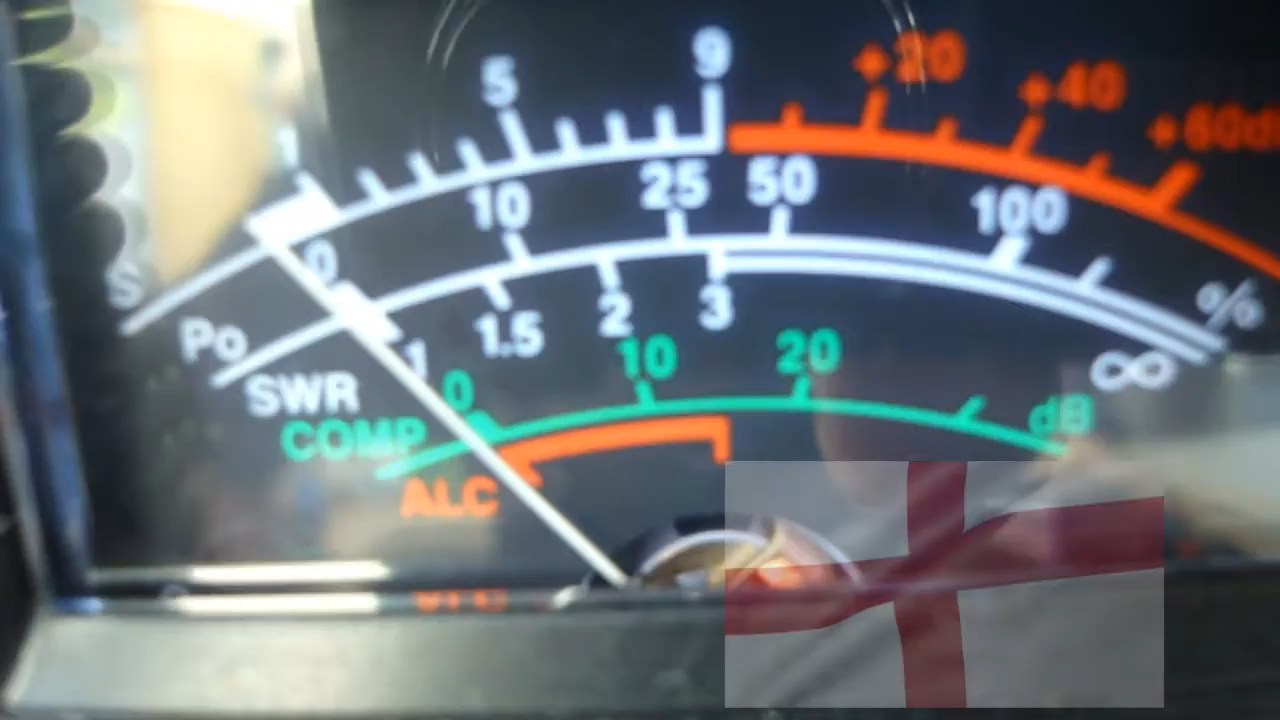 1 5 9 +20 +40 +60dB
S
0 10 25 50 100 %
Po
SWR 1 1.5 2 3 ∞
COMP 0 10 20 dB
ALC